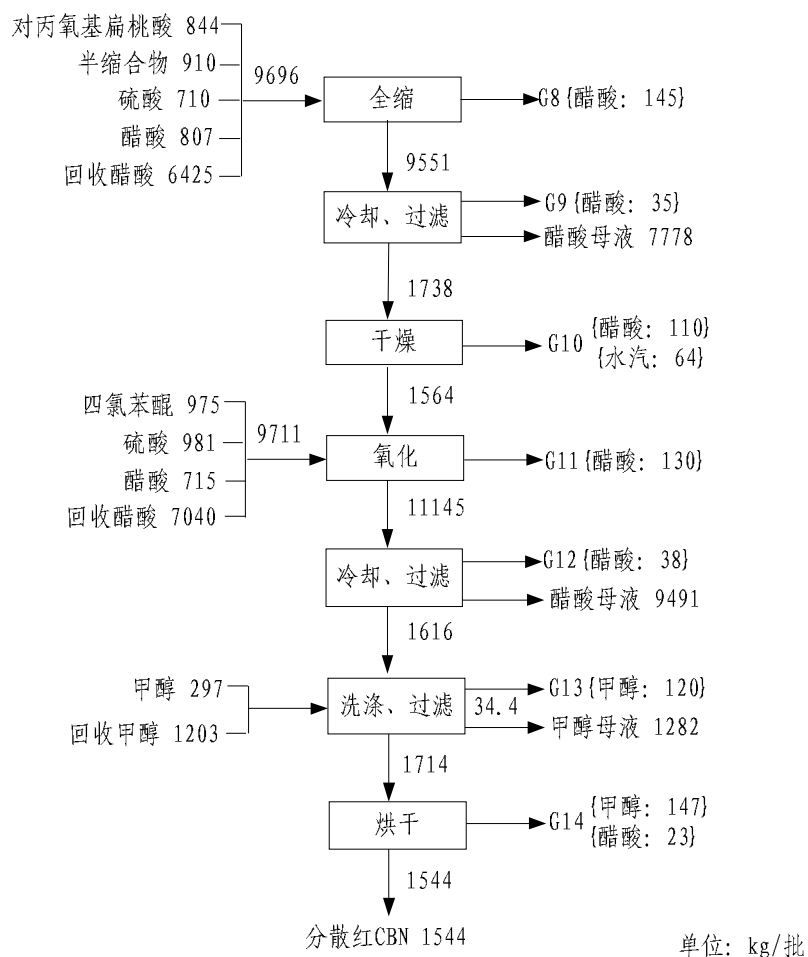 对丙氧基扁桃酸 844
半缩合物 910
硫酸 710
醋酸 807
回收醋酸 6425
9696
全缩
G8{醋酸: 145}
9551
冷却、过滤
G9{醋酸: 35}
醋酸母液 7778
1738
干燥
G10
{醋酸: 110}
{水汽: 64}
1564
四氯苯醌 975
硫酸 981
醋酸 715
回收醋酸 7040
9711
氧化
G11{醋酸: 130}
11145
冷却、过滤
G12{醋酸: 38}
醋酸母液 9491
1616
甲醇 297
回收甲醇 1203
洗涤、过滤
34.4
G13{甲醇: 120}
甲醇母液 1282
1714
烘干
G14
{甲醇: 147}
{醋酸: 23}
1544
分散红CBN 1544
单位: kg/批